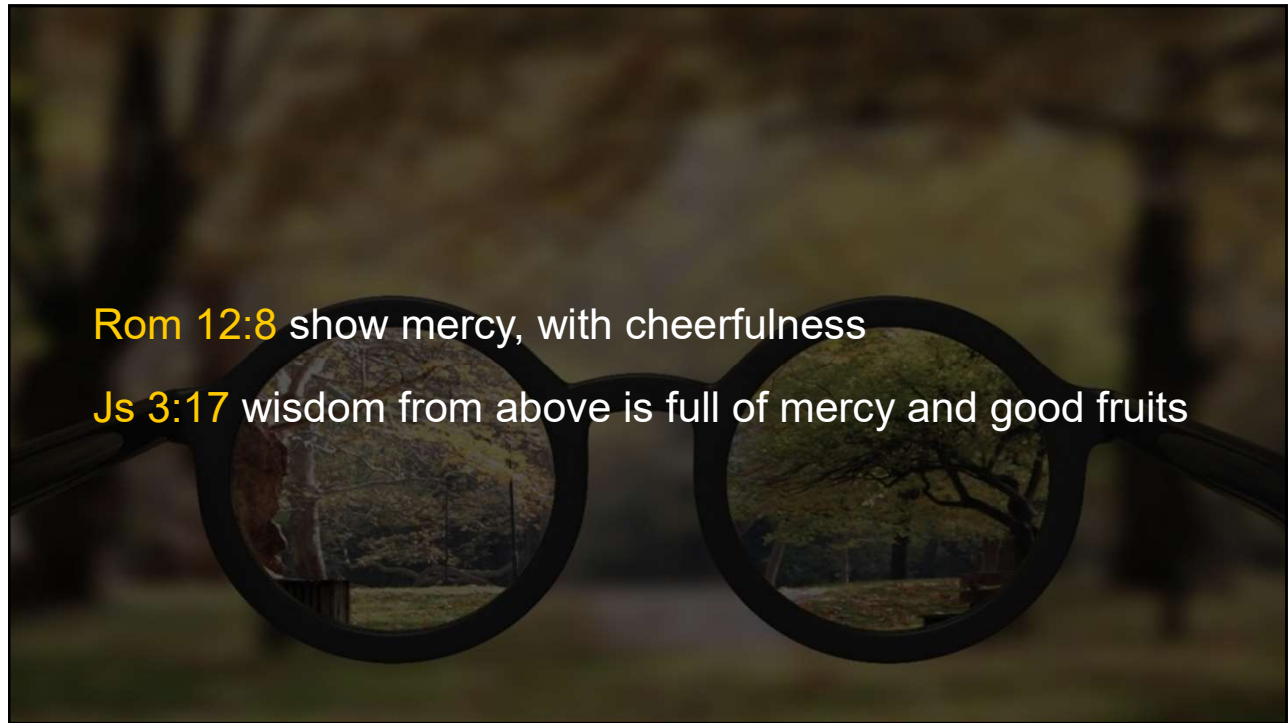 Rom 12:8 show mercy, with cheerfulness
Js 3:17 wisdom from above is full of mercy and good fruits